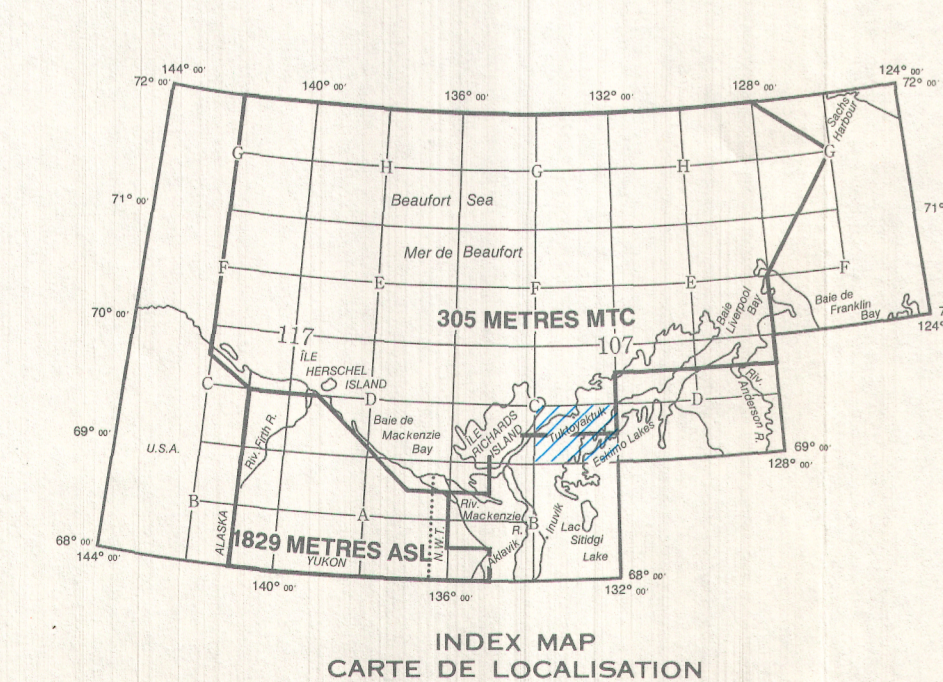 144° 00'
140° 00'
136° 00'
132° 00'
128° 00'
124° 00'
72° 00'
72° 00'
Sachs
Harbour
G
H
G
H
G
71° 00'
71°
Beaufort Sea
Mer de Beaufort
F
E
F
E
F
70° 00'
305 METRES MTC
Baie
Liverpool
Bay
Baie de
Franklin
Bay
7
124°
117
107
ÎLE
HERSCHEL
ISLAND
C
D
C
D
Riv.
Anderson R.
69° 00'
69° 00'
128° 00'
U.S.A.
Riv. Firth R.
Baie de
Mackenzie
Bay
ÎLE
RICHARDS
ISLAND
Tuktoyaktuk
Eskimo Lakes
B
A
B
Riv.
Mackenzie
R.
Inuvik
Lac
Sitidgi
Lake
Aklavik
ALASKA
1829 METRES ASL
YUKON
N.W.T.
68° 00'
144° 00'
140° 00'
136° 00'
132° 00'
68° 00'
INDEX MAP
CARTE DE LOCALISATION